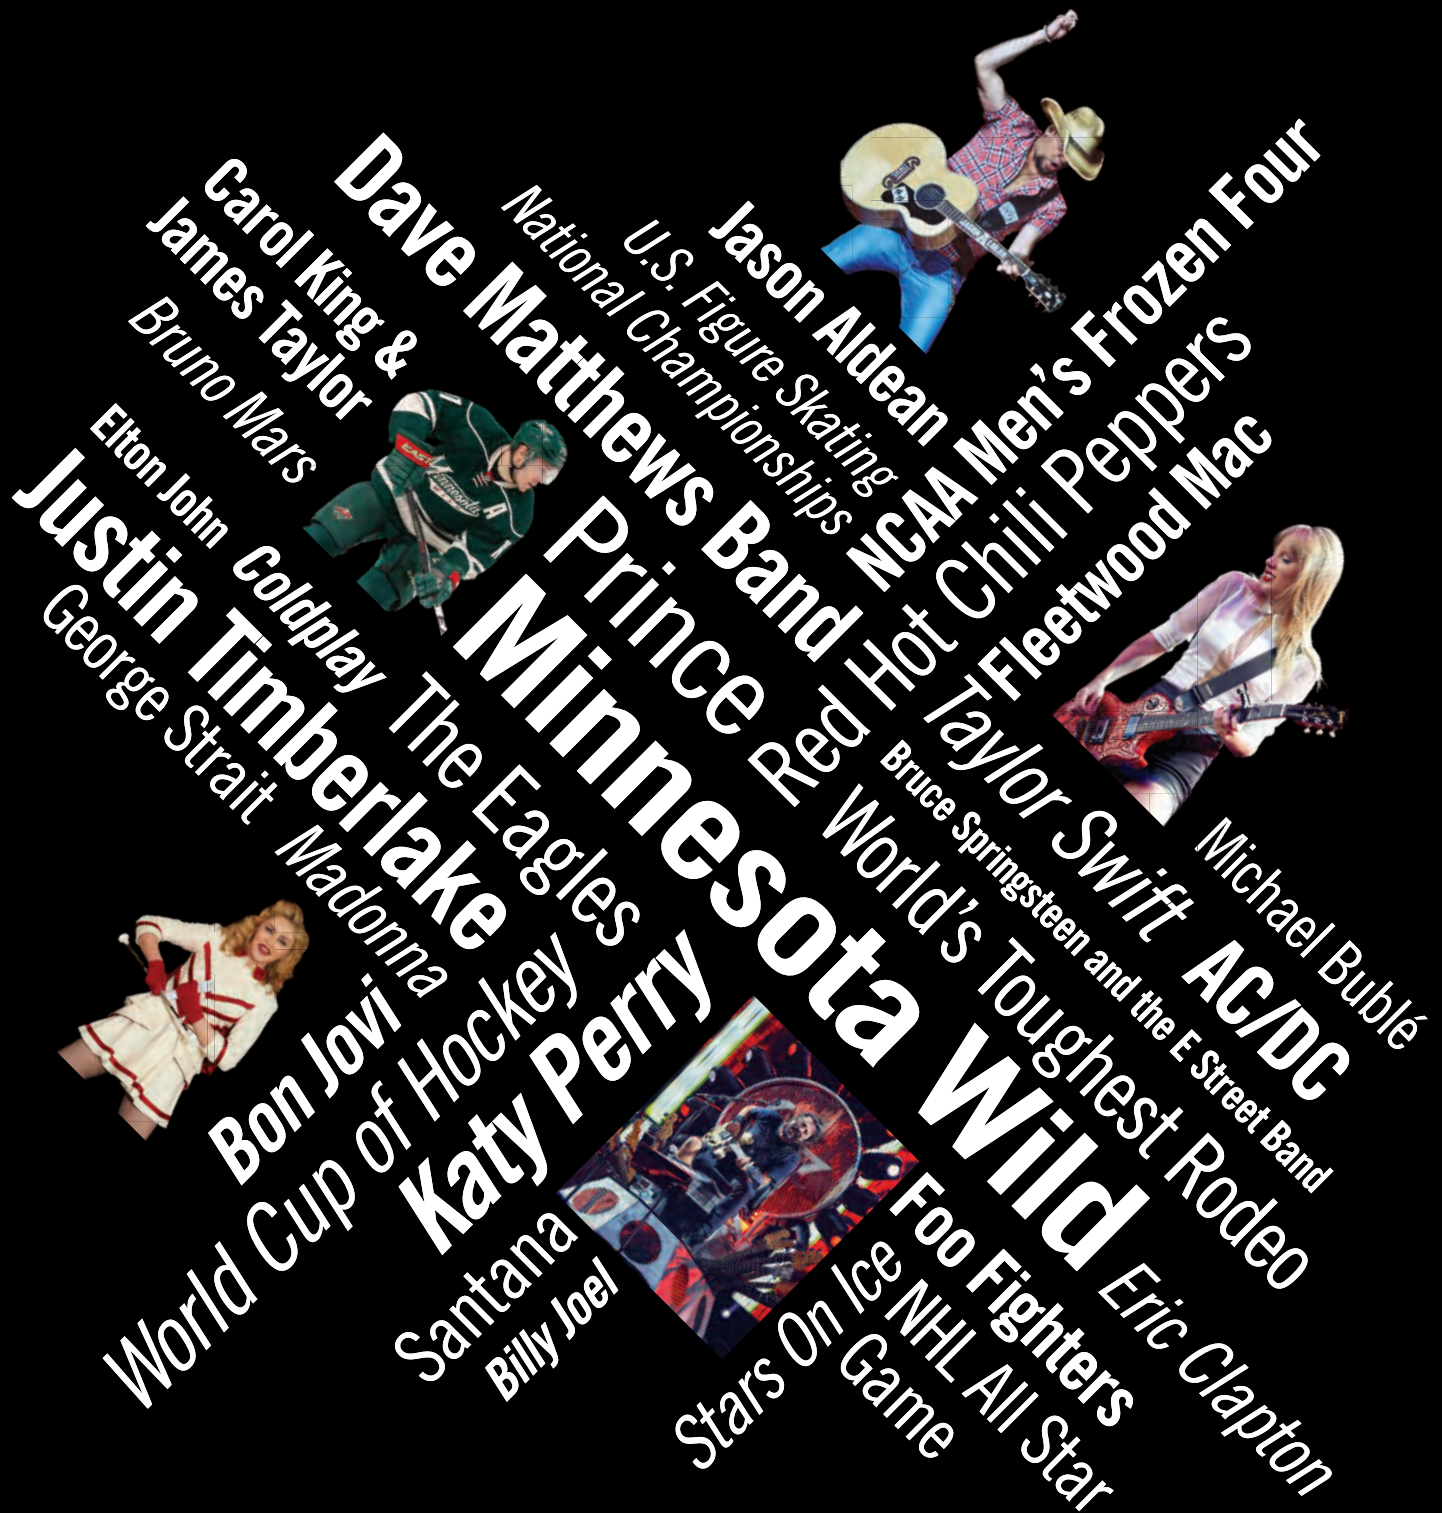 Carol King &
James Taylor
Bruno Mars
Dave Matthews Band
National Championships
U.S. Figure Skating
Jason Aldean
NCAA Men's Frozen Four
Red Hot Chili Peppers
Fleetwood Mac
Elton John
Justin Timberlake
George Strait
Coldplay
Prince
Minnesota Wild
The Eagles
Madonna
Taylor Swift
Bruce Springsteen and the E Street Band
World's Toughest Rodeo
Michael Bublé
AC/DC
Bon Jovi
World Cup of Hockey
Katy Perry
Santana
Billy Joel
Foo Fighters
Stars On Ice
NHL All Star
Game
Eric Clapton
EAST
Minnesota
A